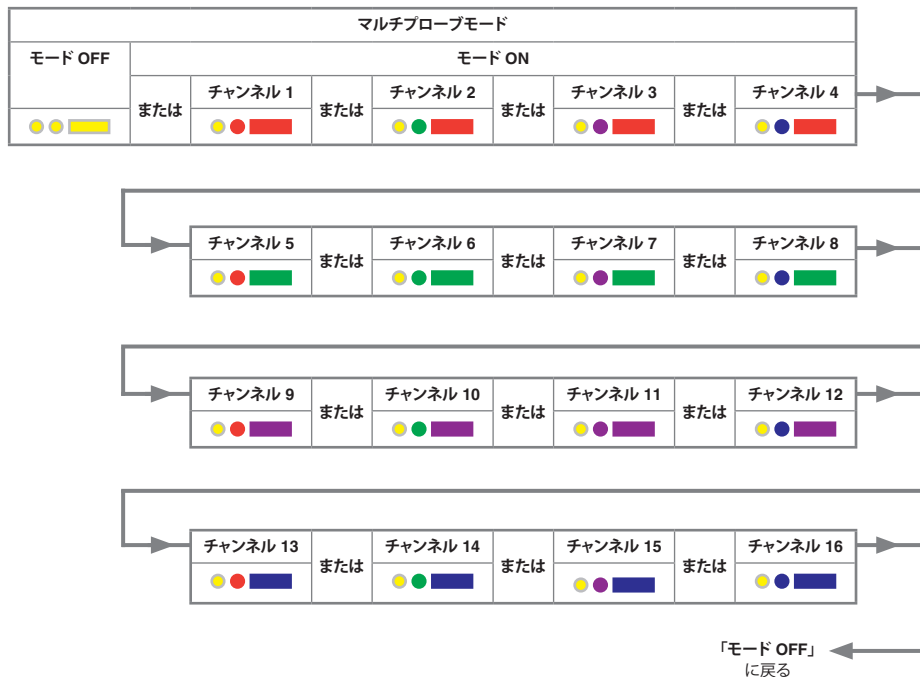 マルチプローブモード
モード OFF
モード ON
または
チャンネル 1
または
チャンネル 2
または
チャンネル 3
または
チャンネル 4
チャンネル 5
または
チャンネル 6
または
チャンネル 7
または
チャンネル 8
チャンネル 9
または
チャンネル 10
または
チャンネル 11
または
チャンネル 12
チャンネル 13
または
チャンネル 14
または
チャンネル 15
または
チャンネル 16
「モード OFF」
に戻る